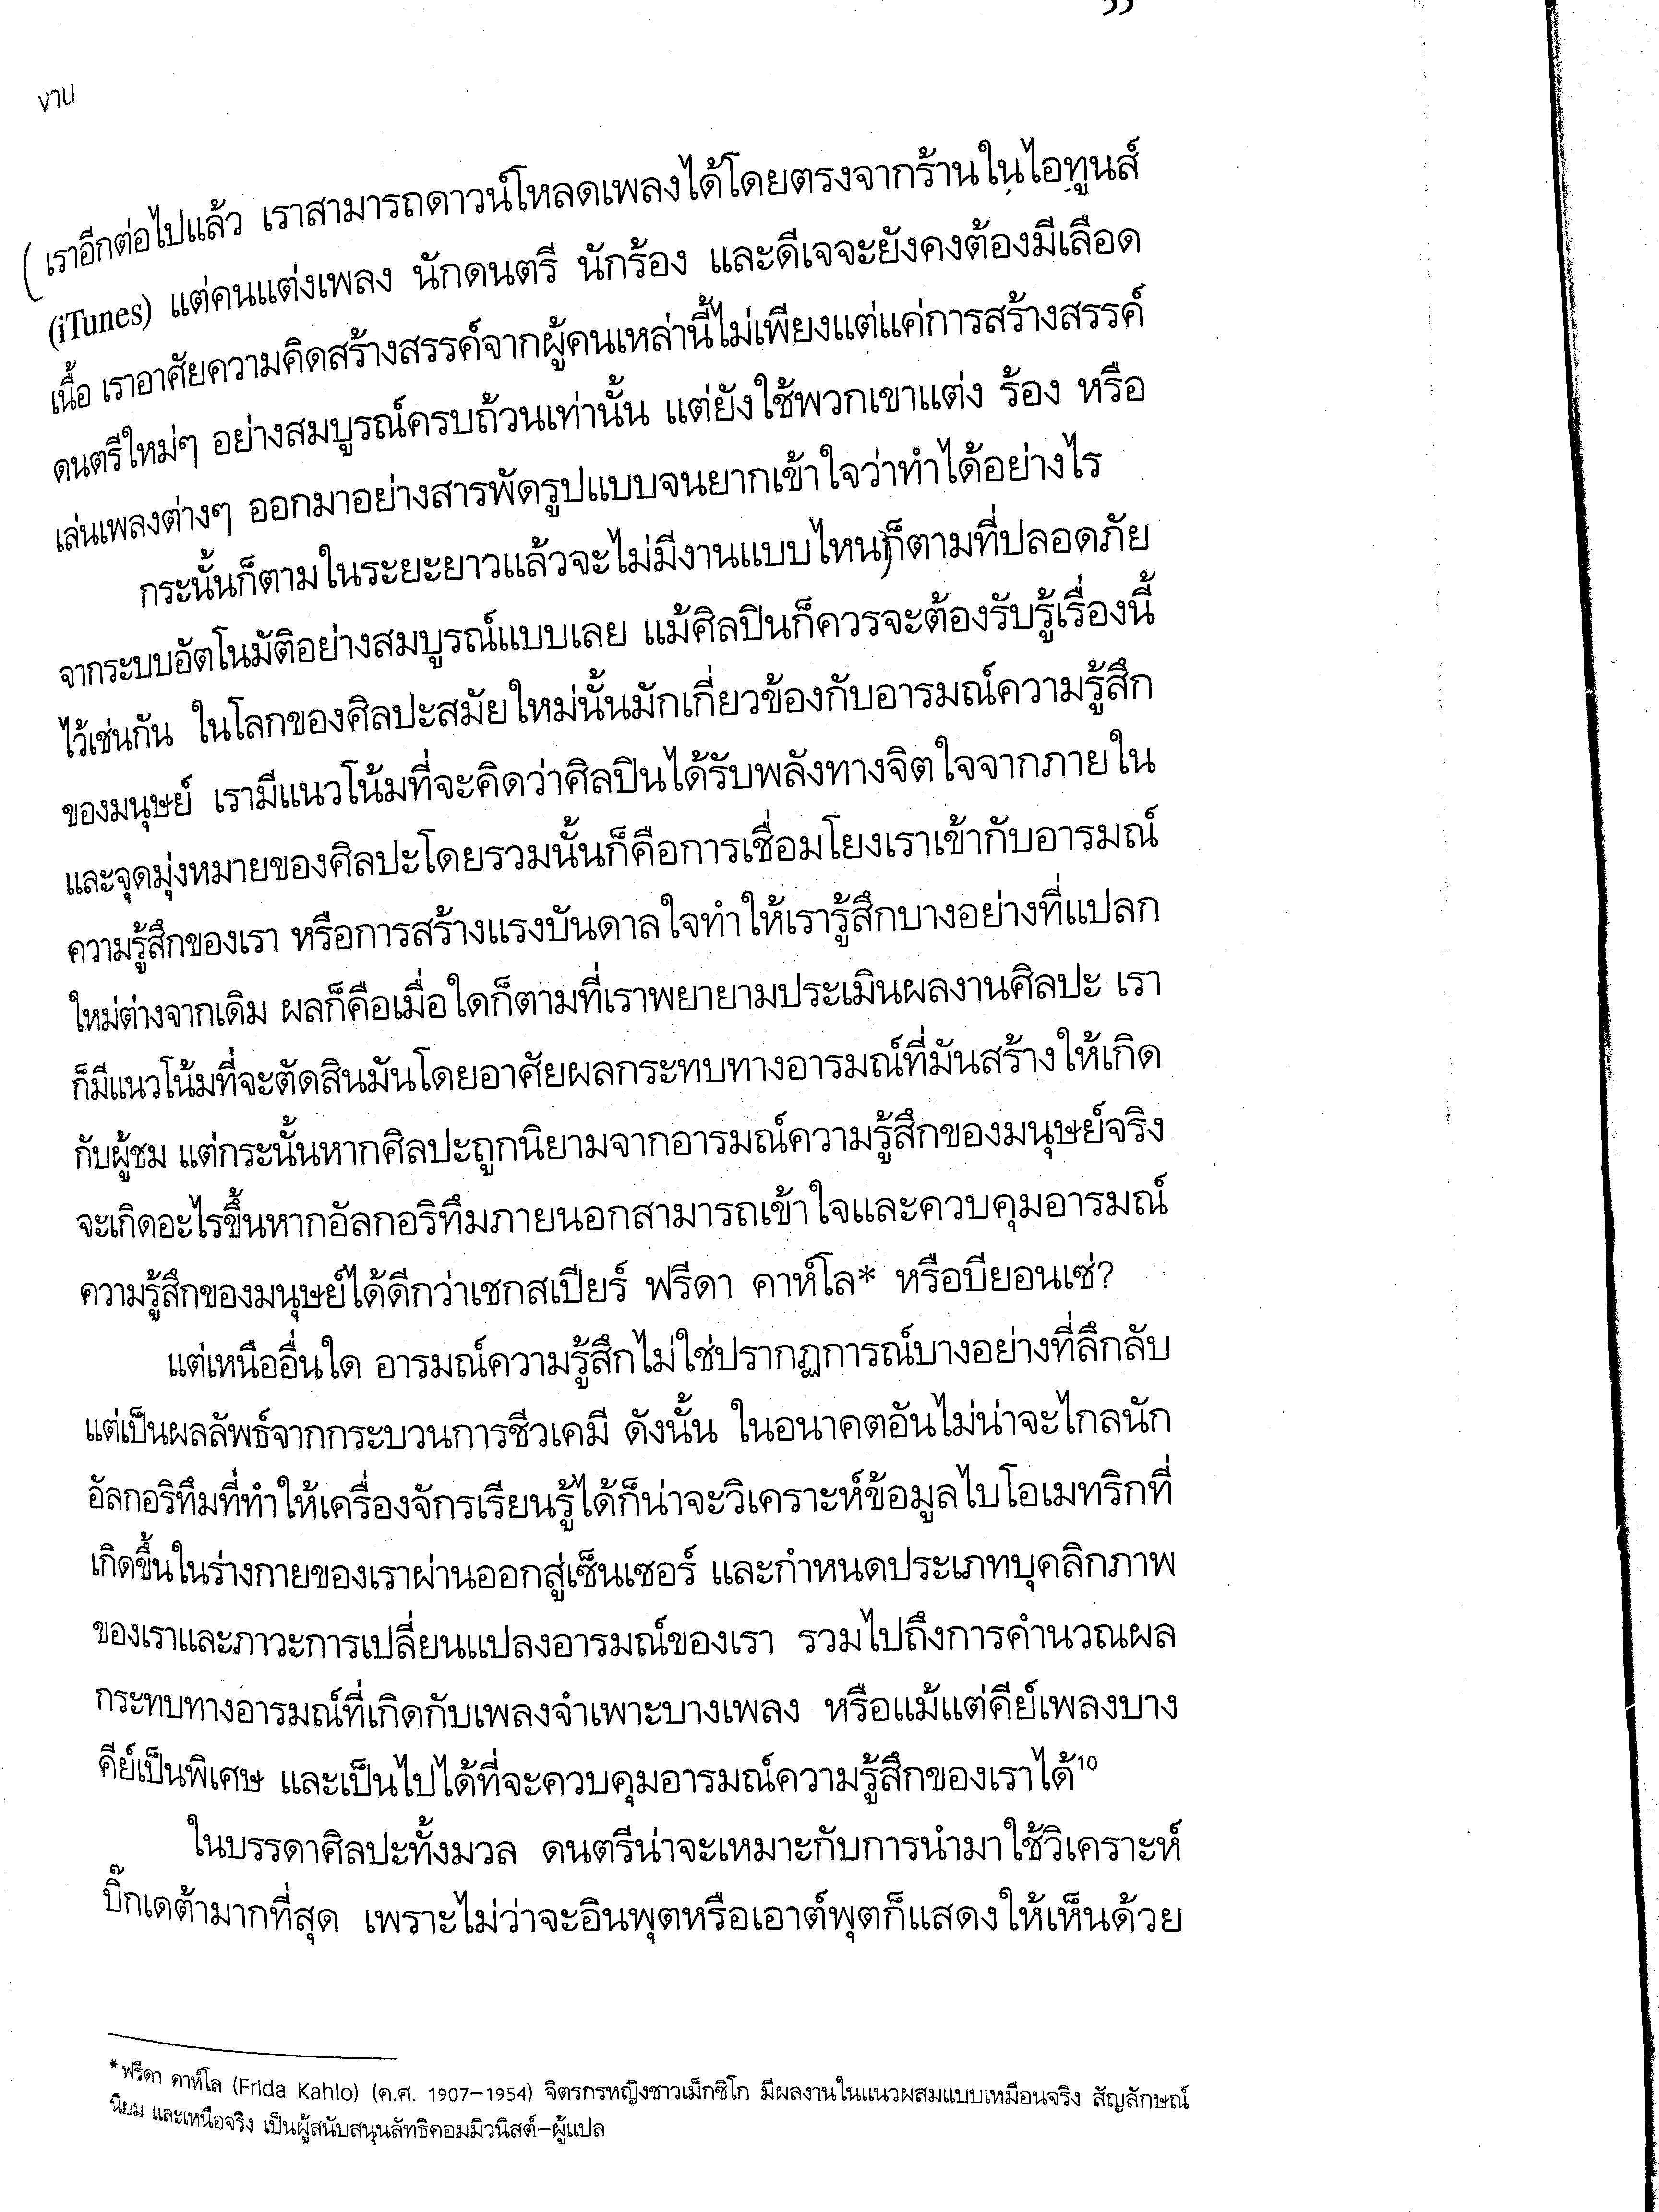 งาน
เราอีกต่อไปแล้ว เราสามารถดาวน์โหลดเพลงได้โดยตรงจากร้านในไอทูนส์
(iTunes) แต่คนแต่งเพลง นักดนตรี นักร้อง และดีเจจะยังคงต้องมีเลือด
เนื้อ เราอาศัยความคิดสร้างสรรค์จากผู้คนเหล่านี้ไม่เพียงแต่แค่การสร้างสรรค์
ดนตรีใหม่ๆ อย่างสมบูรณ์ครบถ้วนเท่านั้น แต่ยังใช้พวกเขาแต่ง ร้อง หรือ
เล่นเพลงต่างๆ ออกมาอย่างสารพัดรูปแบบจนยากเข้าใจว่าทำได้อย่างไร
กระนั้นก็ตามในระยะยาวแล้วจะไม่มีงานแบบไหนก็ตามที่ปลอดภัย
จากระบบอัตโนมัติอย่างสมบูรณ์แบบเลย แม้ศิลปินก็ควรจะต้องรับรู้เรื่องนี้
ไว้เช่นกัน ในโลกของศิลปะสมัยใหม่นั้นมักเกี่ยวข้องกับอารมณ์ความรู้สึก
ของมนุษย์ เรามีแนวโน้มที่จะคิดว่าศิลปินได้รับพลังทางจิตใจจากภายใน
และจุดมุ่งหมายของศิลปะโดยรวมนั้นก็คือการเชื่อมโยงเราเข้ากับอารมณ์
ความรู้สึกของเรา หรือการสร้างแรงบันดาลใจทำให้เรารู้สึกบางอย่างที่แปลก
ใหม่ต่างจากเดิม ผลก็คือเมื่อใดก็ตามที่เราพยายามประเมินผลงานศิลปะ เรา
ก็มีแนวโน้มที่จะตัดสินมันโดยอาศัยผลกระทบทางอารมณ์ที่มันสร้างให้เกิด
กับผู้ชม แต่กระนั้นหากศิลปะถูกนิยามจากอารมณ์ความรู้สึกของมนุษย์จริง
จะเกิดอะไรขึ้นหากอัลกอริทึมภายนอกสามารถเข้าใจและควบคุมอารมณ์
ความรู้สึกของมนุษย์ได้ดีกว่าเชกสเปียร์ ฟรีดา คาห์โล* หรือบียอนเซ่?
แต่เหนืออื่นใด อารมณ์ความรู้สึกไม่ใช่ปรากฏการณ์บางอย่างที่ลึกลับ
แต่เป็นผลลัพธ์จากกระบวนการชีวเคมี ดังนั้น ในอนาคตอันไม่น่าจะไกลนัก
อัลกอริทึมที่ทำให้เครื่องจักรเรียนรู้ได้ก็น่าจะวิเคราะห์ข้อมูลไบโอเมทริกที่
เกิดขึ้นในร่างกายของเราผ่านออกสู่เซ็นเซอร์ และกำหนดประเภทบุคลิกภาพ
ของเราและภาวะการเปลี่ยนแปลงอารมณ์ของเรา รวมไปถึงการคำนวณผล
กระทบทางอารมณ์ที่เกิดกับเพลงจำเพาะบางเพลง หรือแม้แต่คีย์เพลงบาง
คีย์เป็นพิเศษ และเป็นไปได้ที่จะควบคุมอารมณ์ความรู้สึกของเราได้¹⁰
ในบรรดาศิลปะทั้งมวล ดนตรีน่าจะเหมาะกับการนำมาใช้วิเคราะห์
บิ๊กเดต้ามากที่สุด เพราะไม่ว่าจะอินพุตหรือเอาต์พุตก็แสดงให้เห็นด้วย
*ฟรีดา คาห์โล (Frida Kahlo) (ค.ศ. 1907–1954) จิตรกรหญิงชาวเม็กซิโก มีผลงานในแนวผสมแบบเหมือนจริง สัญลักษณ์
นิยม และเหนือจริง เป็นผู้สนับสนุนลัทธิคอมมิวนิสต์–ผู้แปล